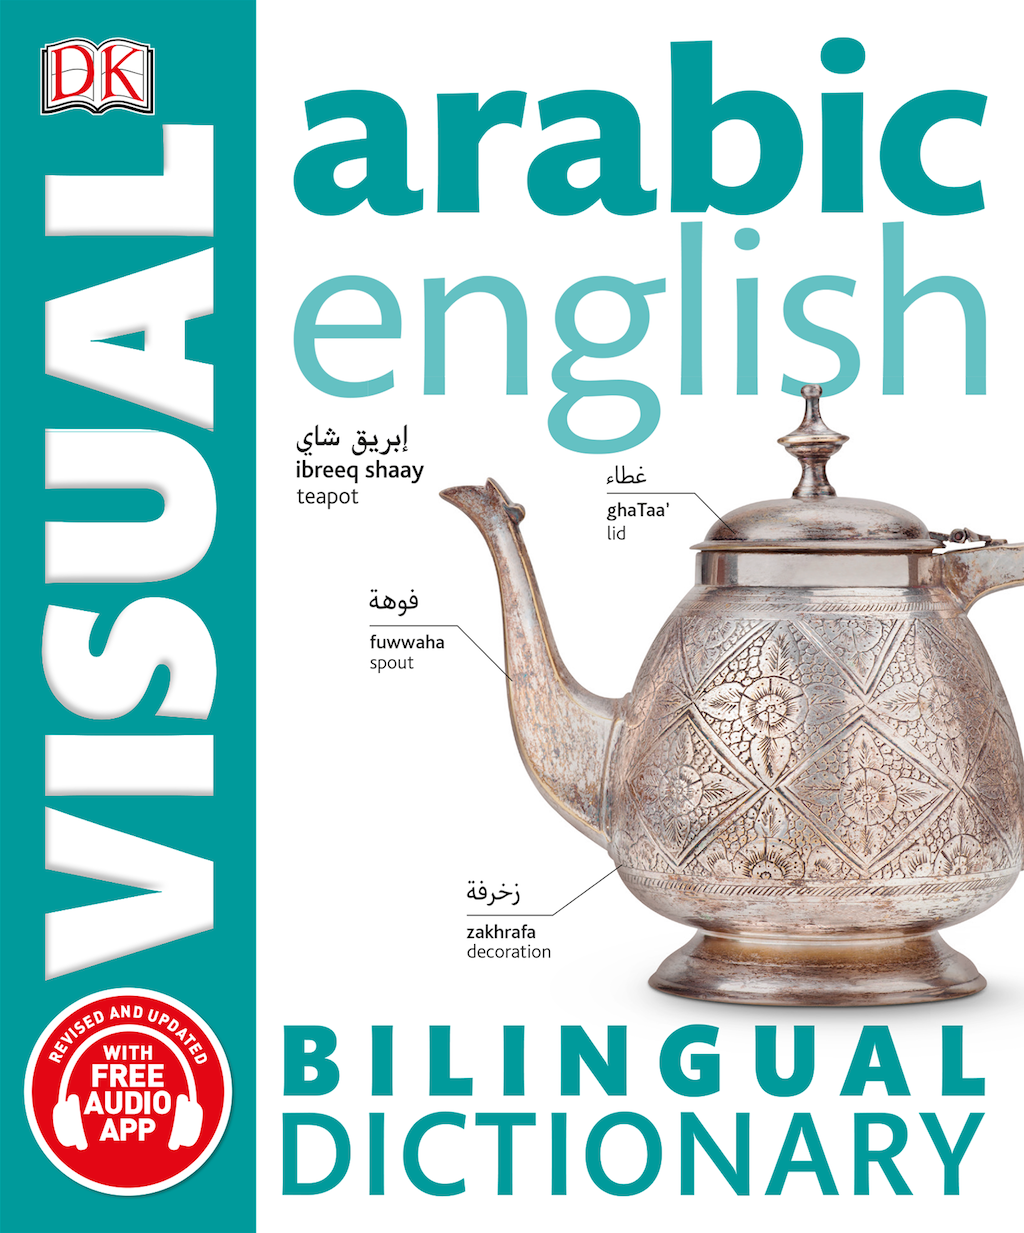 DK
VISUAL
arabic
english
إبريق شاي
ibreeq shaay
teapot
غطاء
ghaTaa'
lid
فوهة
fuwwaha
spout
زخرفة
zakhrafa
decoration
REVISED AND UPDATED
WITH
FREE
AUDIO
APP
BILINGUAL
DICTIONARY